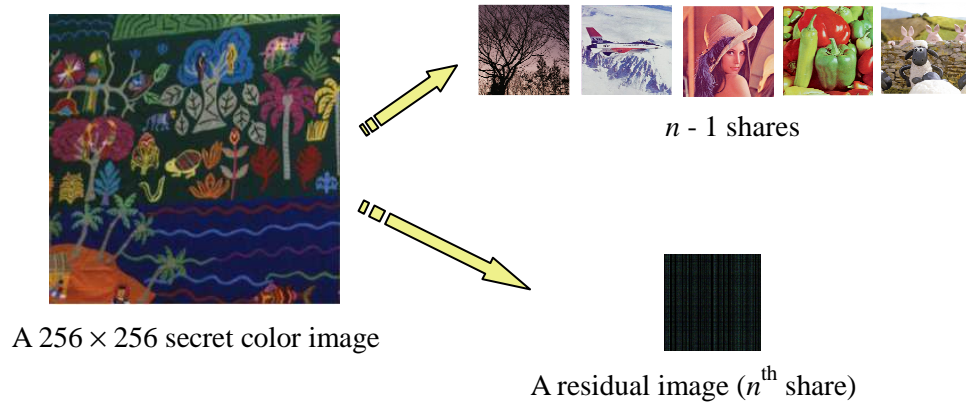 n - 1 shares
A 256 × 256 secret color image
A residual image (nth share)